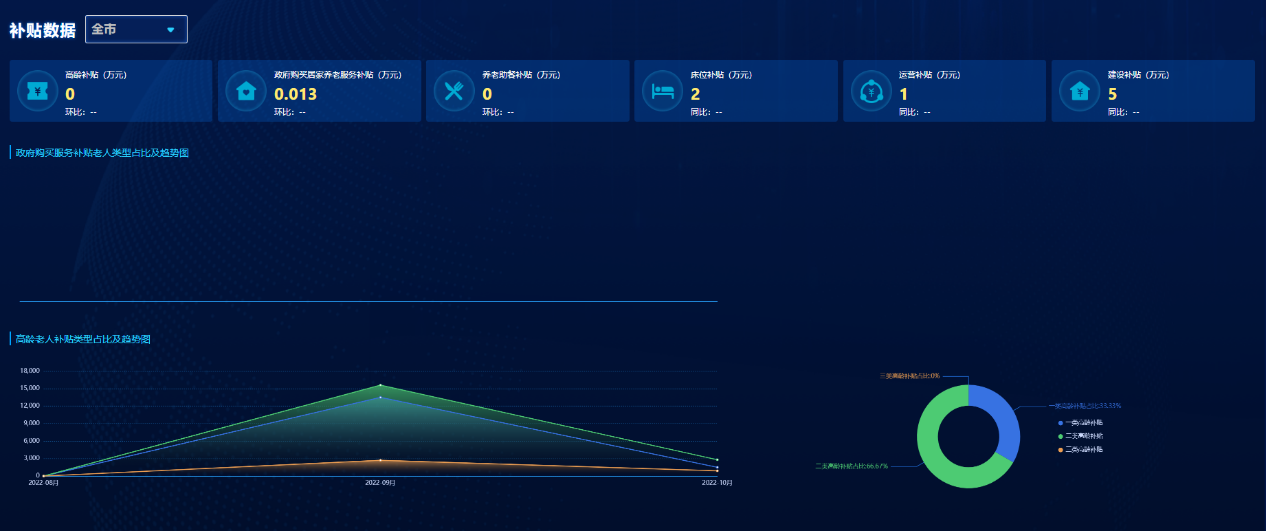 补贴数据
全市
高龄补贴（万元）
0
环比：--
政府购买居家养老服务补贴（万元）
0.013
环比：--
养老助餐补贴（万元）
0
环比：--
床位补贴（万元）
2
同比：--
运营补贴（万元）
1
同比：--
建设补贴（万元）
5
同比：--
政府购买服务补贴老人类型占比及趋势图
高龄老人补贴类型占比及趋势图
18,000
15,000
12,000
9,000
6,000
3,000
0
2022-08月
2022-09月
2022-10月
三类高龄补贴占比:0%
一类高龄补贴占比:33.33%
二类高龄补贴占比:66.67%
一类高龄补贴
二类高龄补贴
三类高龄补贴